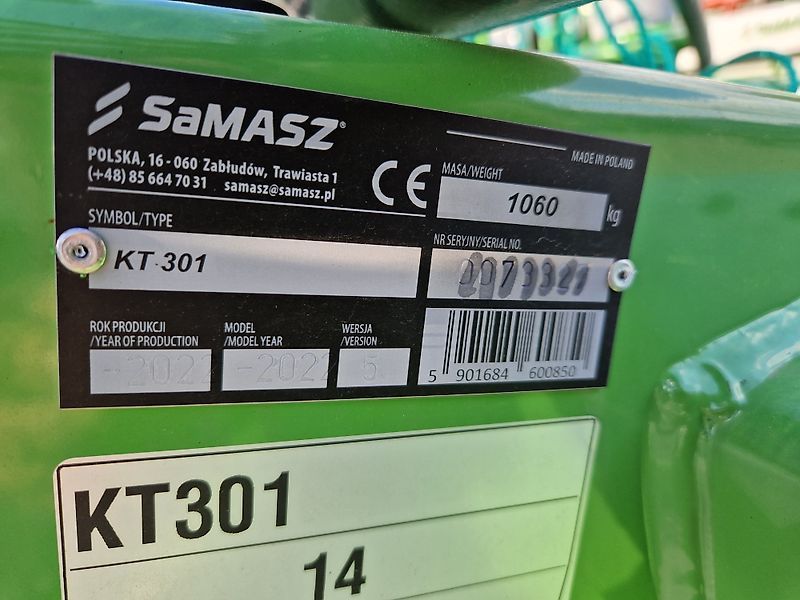 SaMASZ®
MADE IN POLAND
POLSKA, 16 - 060 Zabłudów, Trawiasta 1
(+48) 85 664 70 31 samasz@samasz.pl
CE
MASA/WEIGHT
1060 kg
SYMBOL/TYPE
KT 301
NR SERYJNY/SERIAL NO.
ROK PRODUKCJI
/YEAR OF PRODUCTION
-2022
MODEL
/MODEL YEAR
-2022
WERSJA
/VERSION
5
5 901684 600850
KT301
14